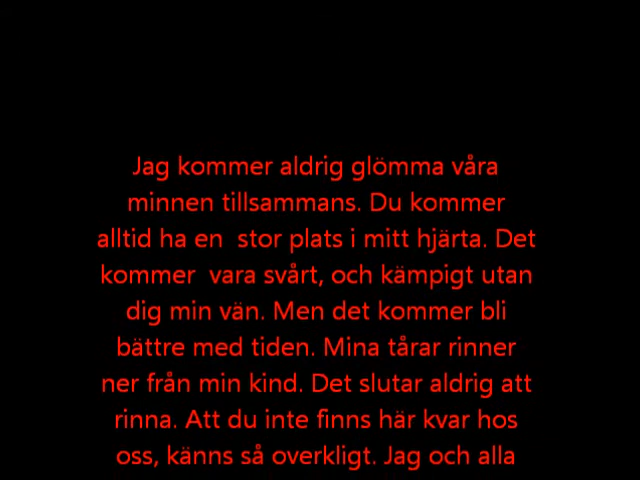 Jag kommer aldrig glömma våra
minnen tillsammans. Du kommer
alltid ha en  stor plats i mitt hjärta. Det
kommer  vara svårt, och kämpigt utan
dig min vän. Men det kommer bli
bättre med tiden. Mina tårar rinner
ner från min kind. Det slutar aldrig att
rinna. Att du inte finns här kvar hos
oss, känns så overkligt. Jag och alla